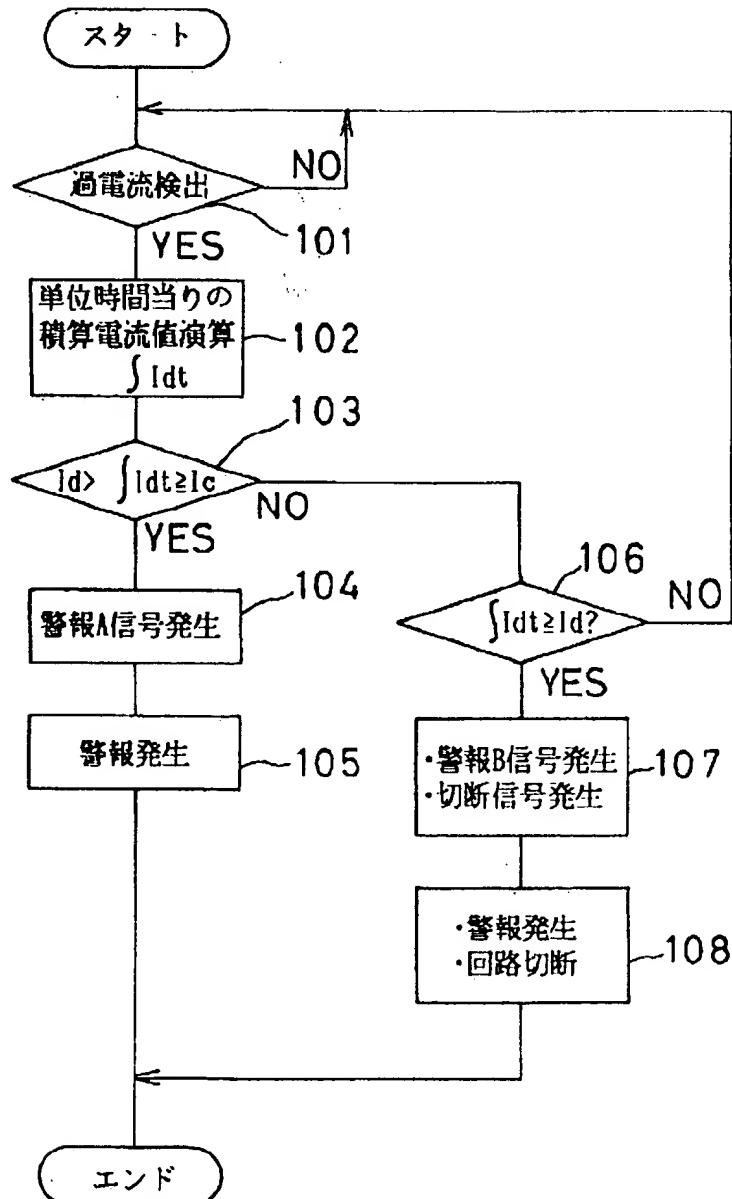 スタート
過電流検出
NO
101
YES
単位時間当りの
積算電流値演算
∫Idt
102
103
Id> ∫Idt≧Ic
NO
YES
104
警報A信号発生
106
∫Idt≧Id?
NO
YES
警報発生
105
・警報B信号発生
・切断信号発生
107
・警報発生
・回路切断
108
エンド